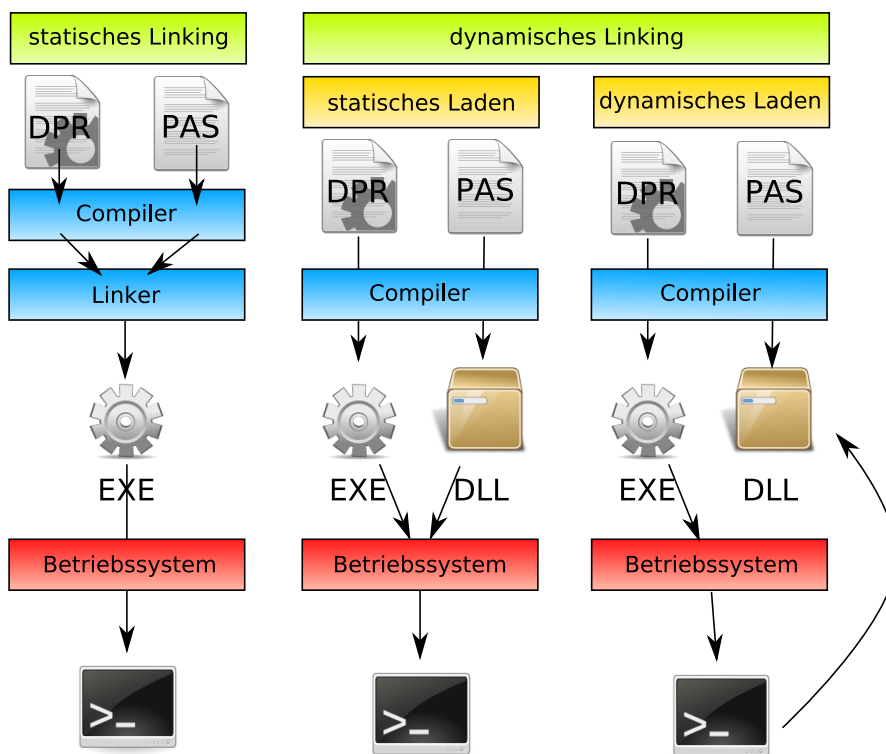 statisches Linking
dynamisches Linking
statisches Laden
dynamisches Laden
DPR
PAS
DPR
PAS
DPR
PAS
Compiler
Linker
Compiler
Compiler
EXE
EXE
DLL
EXE
DLL
Betriebssystem
Betriebssystem
Betriebssystem
>_
>_
>_